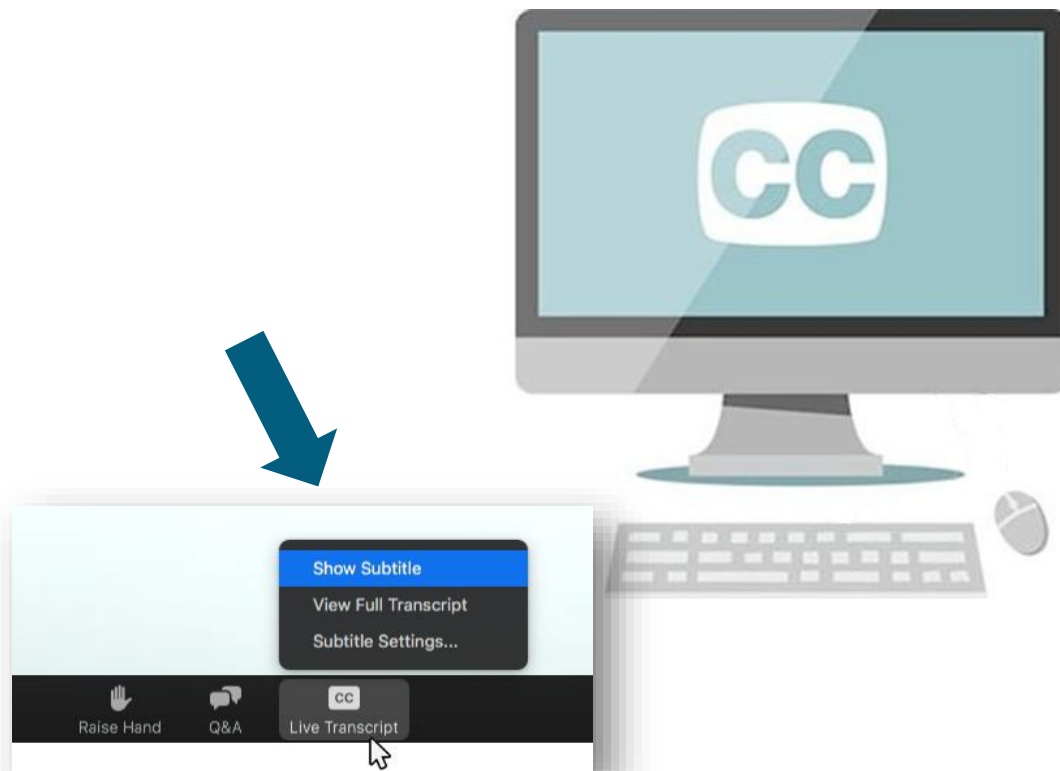 CC
Show Subtitle
View Full Transcript
Subtitle Settings...
CC
Raise Hand
Q&A
Live Transcript